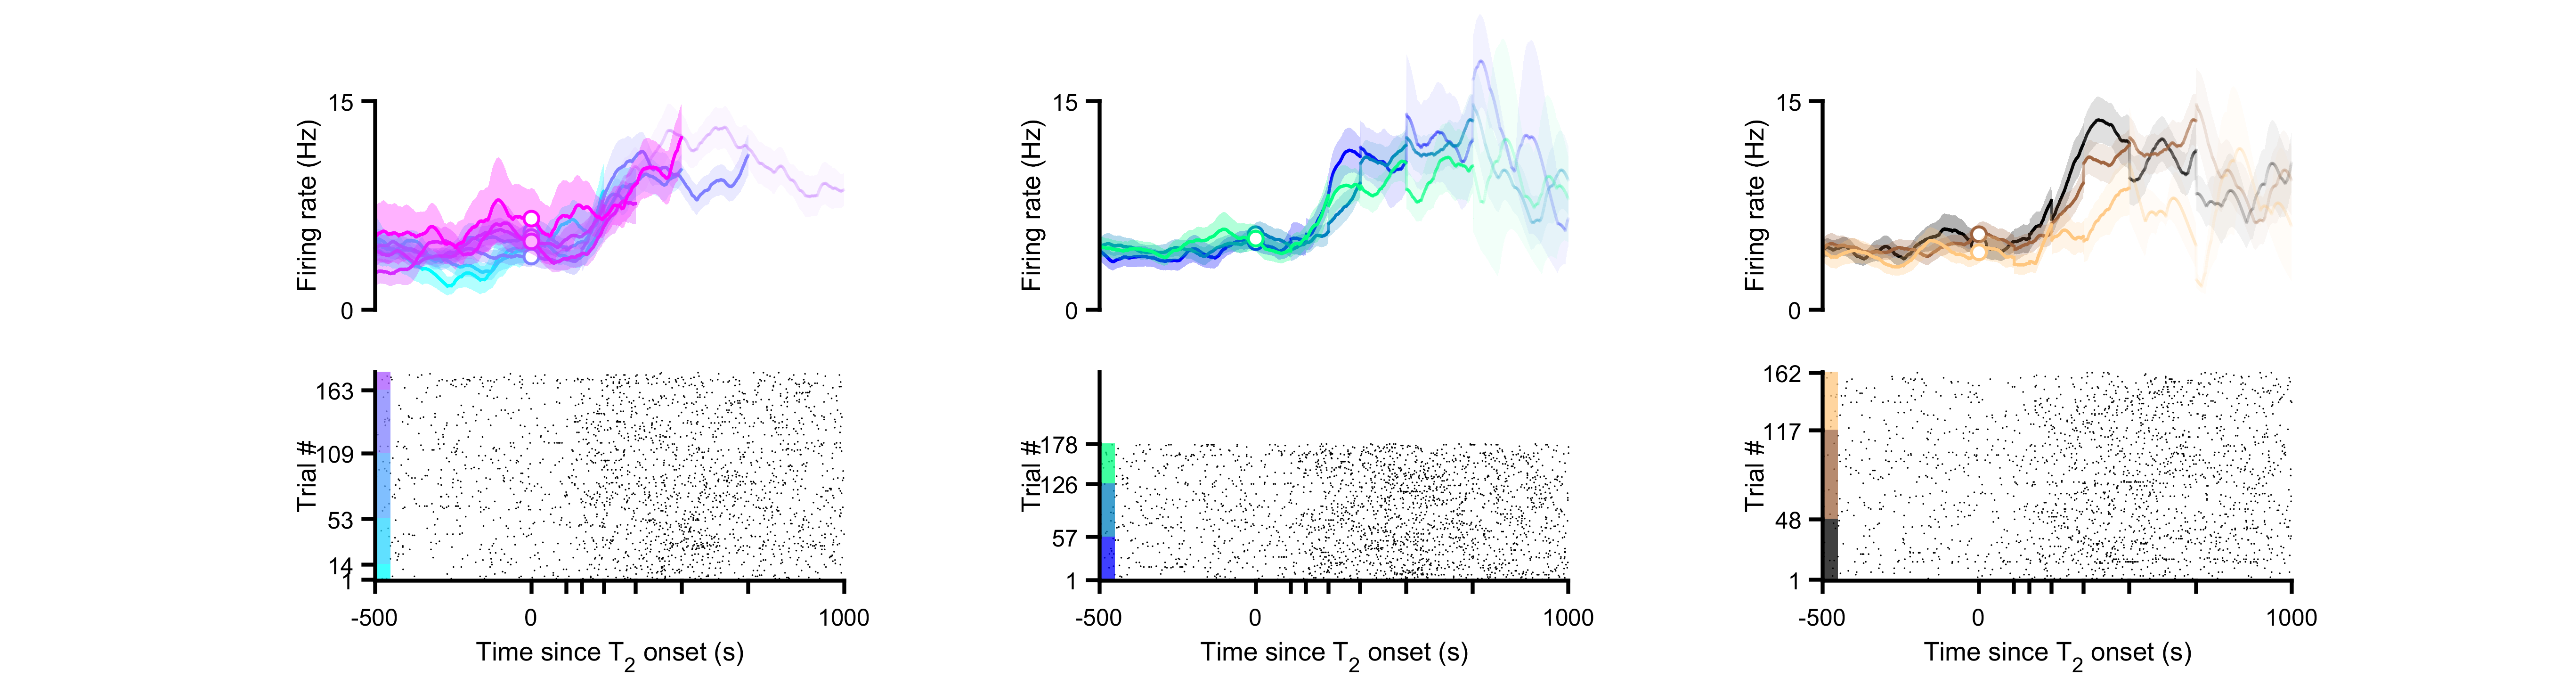 15
Firing rate (Hz)
0
15
Firing rate (Hz)
0
15
Firing rate (Hz)
0
163
109
53
14
1
Trial #
178
126
57
1
Trial #
162
117
48
1
Trial #
-500 0 1000
-500 0 1000
-500 0 1000
Time since T2 onset (s)
Time since T2 onset (s)
Time since T2 onset (s)